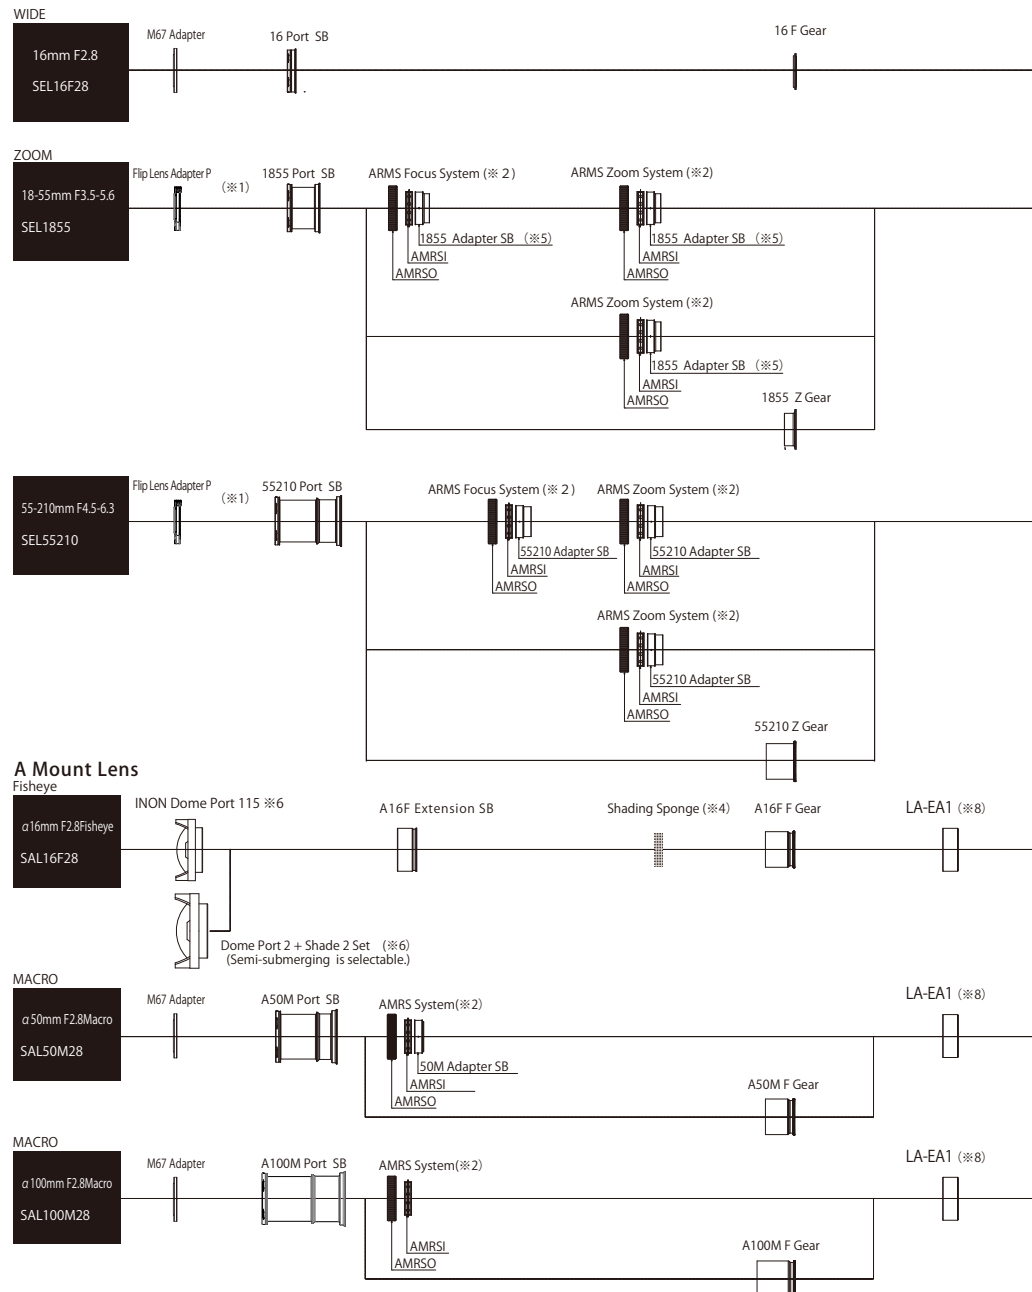 WIDE
16mm F2.8
SEL16F28
M67 Adapter
16 Port SB
16 F Gear
ZOOM
18-55mm F3.5-5.6
SEL1855
Flip Lens Adapter P
(※1)
1855 Port SB
ARMS Focus System (※ 2)
1855 Adapter SB (※5)
AMRSI
AMRSO
ARMS Zoom System (※2)
1855 Adapter SB (※5)
AMRSI
AMRSO
ARMS Zoom System (※2)
1855 Adapter SB (※5)
AMRSI
AMRSO
1855 Z Gear
55-210mm F4.5-6.3
SEL55210
Flip Lens Adapter P
(※1)
55210 Port SB
ARMS Focus System (※ 2)
55210 Adapter SB
AMRSI
AMRSO
ARMS Zoom System (※2)
55210 Adapter SB
AMRSI
AMRSO
ARMS Zoom System (※2)
55210 Adapter SB
AMRSI
AMRSO
55210 Z Gear
A Mount Lens
Fisheye
α16mm F2.8Fisheye
SAL16F28
INON Dome Port 115 ※6
Dome Port 2 + Shade 2 Set (※6)
(Semi-submerging is selectable.)
A16F Extension SB
Shading Sponge (※4)
A16F F Gear
LA-EA1 (※8)
MACRO
α50mm F2.8Macro
SAL50M28
M67 Adapter
A50M Port SB
AMRS System(※2)
50M Adapter SB
AMRSI
AMRSO
A50M F Gear
LA-EA1 (※8)
MACRO
α100mm F2.8Macro
SAL100M28
M67 Adapter
A100M Port SB
AMRS System(※2)
AMRSI
AMRSO
A100M F Gear
LA-EA1 (※8)